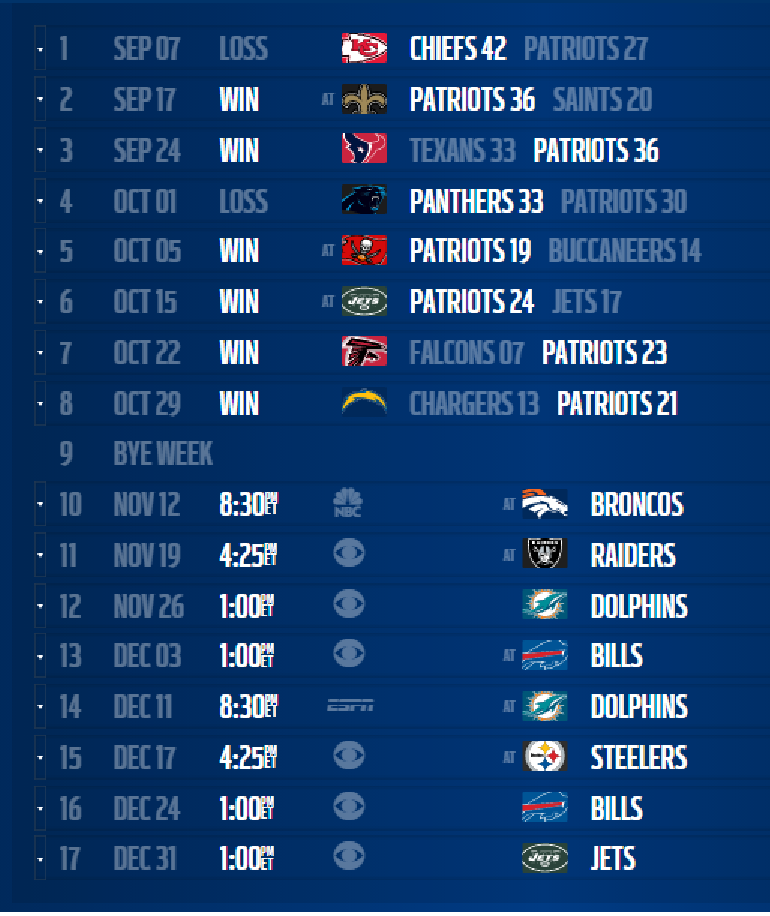 1 SEP 07 LOSS CHIEFS 42 PATRIOTS 27
2 SEP 17 WIN AT PATRIOTS 36 SAINTS 20
3 SEP 24 WIN TEXANS 33 PATRIOTS 36
4 OCT 01 LOSS PANTHERS 33 PATRIOTS 30
5 OCT 05 WIN AT PATRIOTS 19 BUCCANEERS 14
6 OCT 15 WIN AT JETS PATRIOTS 24 JETS 17
7 OCT 22 WIN FALCONS 07 PATRIOTS 23
8 OCT 29 WIN CHARGERS 13 PATRIOTS 21
9 BYE WEEK
10 NOV 12 8:30 PM ET NBC AT BRONCOS
11 NOV 19 4:25 PM ET AT RAIDERS RAIDERS
12 NOV 26 1:00 PM ET DOLPHINS
13 DEC 03 1:00 PM ET AT BILLS
14 DEC 11 8:30 PM ET ESPN AT DOLPHINS
15 DEC 17 4:25 PM ET AT STEELERS
16 DEC 24 1:00 PM ET BILLS
17 DEC 31 1:00 PM ET JETS JETS